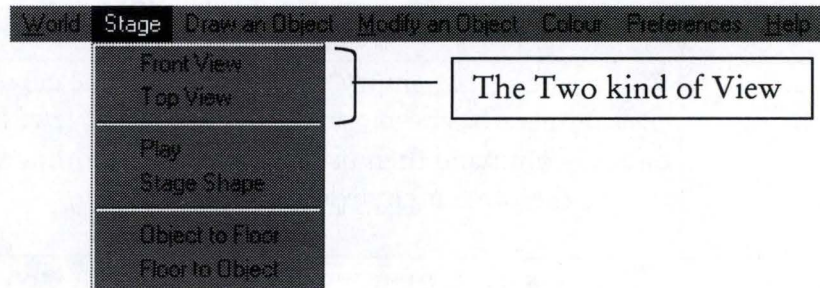 World Stage Draw an Object Modify an Object Colour Preferences Help
Front View
Top View
The Two kind of View
Play
Stage Shape
Object to Floor
Floor to Object